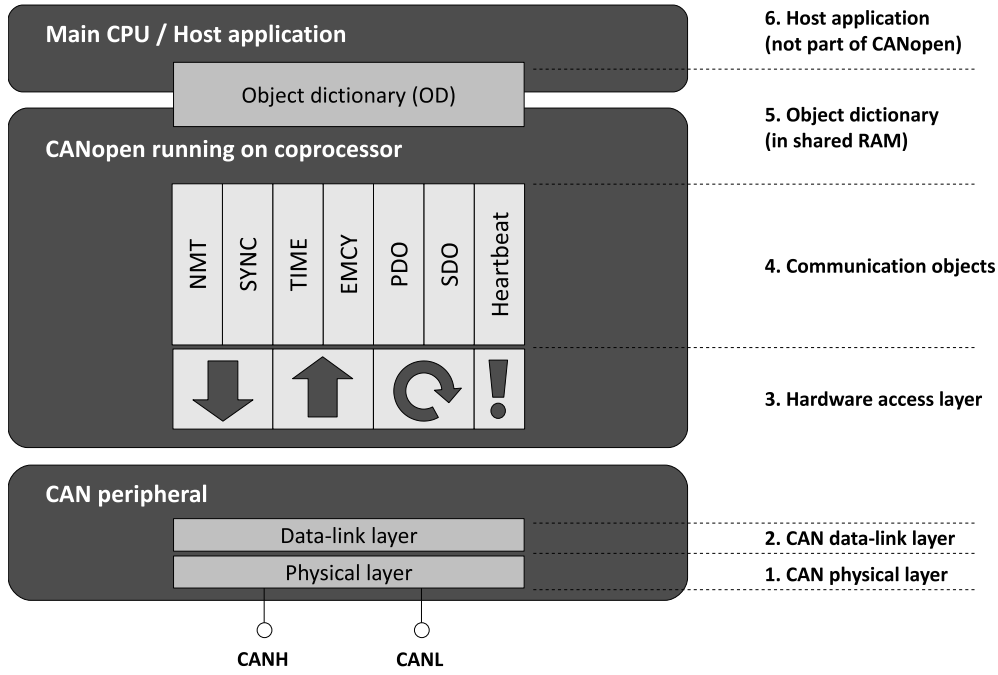 Main CPU / Host application
6. Host application
(not part of CANopen)
Object dictionary (OD)
5. Object dictionary
(in shared RAM)
CANopen running on coprocessor
NMT
SYNC
TIME
EMCY
PDO
SDO
Heartbeat
4. Communication objects
!
3. Hardware access layer
CAN peripheral
Data-link layer
2. CAN data-link layer
Physical layer
1. CAN physical layer
CANH
CANL